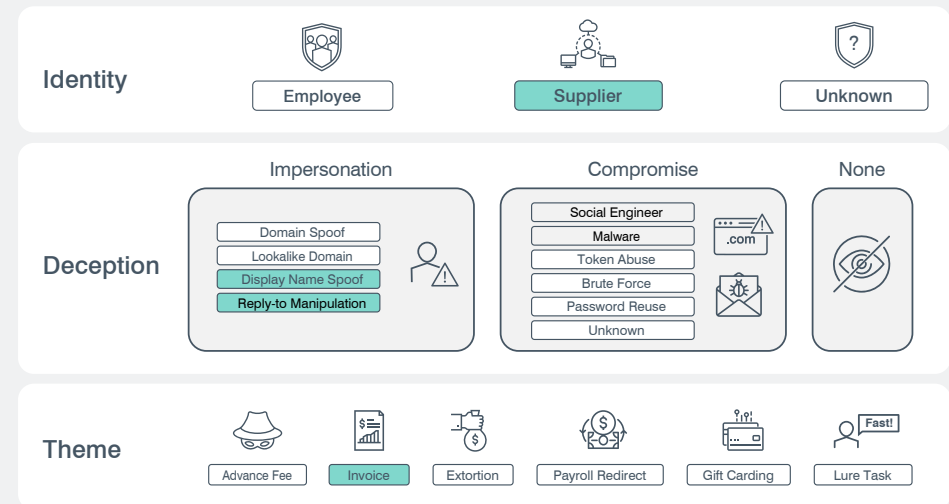 Identity
?
Employee
Supplier
Unknown
Impersonation
Compromise
None
Deception
Domain Spoof
Lookalike Domain
Display Name Spoof
Reply-to Manipulation
Social Engineer
Malware
Token Abuse
Brute Force
Password Reuse
Unknown
.com
Theme
$
$
$
Fast!
Advance Fee
Invoice
Extortion
Payroll Redirect
Gift Carding
Lure Task